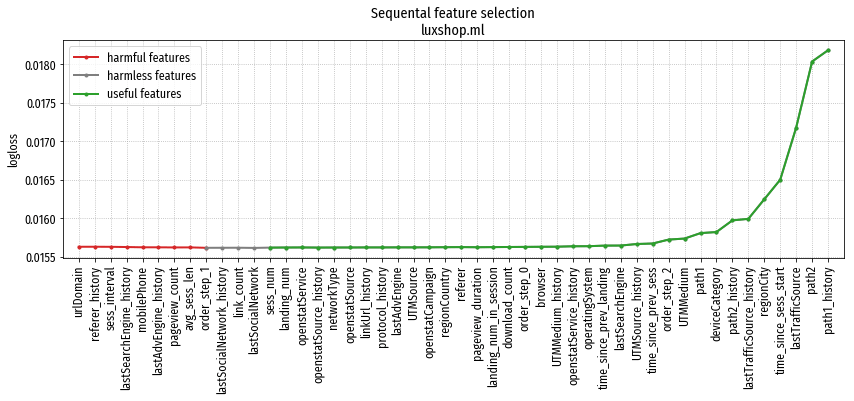 Sequental feature selection
luxshop.ml
harmful features
harmless features
useful features
logloss
0.0180
0.0175
0.0170
0.0165
0.0160
0.0155
urlDomain
referer_history
sess_interval
lastSearchEngine_history
mobilePhone
lastAdvEngine_history
pageview_count
avg_sess_len
order_step_1
lastSocialNetwork_history
link_count
lastSocialNetwork
sess_num
landing_num
openstatService
openstatSource_history
networkType
openstatSource
linkUrl_history
protocol_history
lastAdvEngine
UTMSource
openstatCampaign
regionCountry
referer
pageview_duration
landing_num_in_session
download_count
order_step_0
browser
UTMMedium_history
openstatService_history
operatingSystem
time_since_prev_landing
lastSearchEngine
UTMSource_history
time_since_prev_sess
order_step_2
UTMMedium
path1
deviceCategory
path2_history
lastTrafficSource_history
regionCity
time_since_sess_start
lastTrafficSource
path2
path1_history